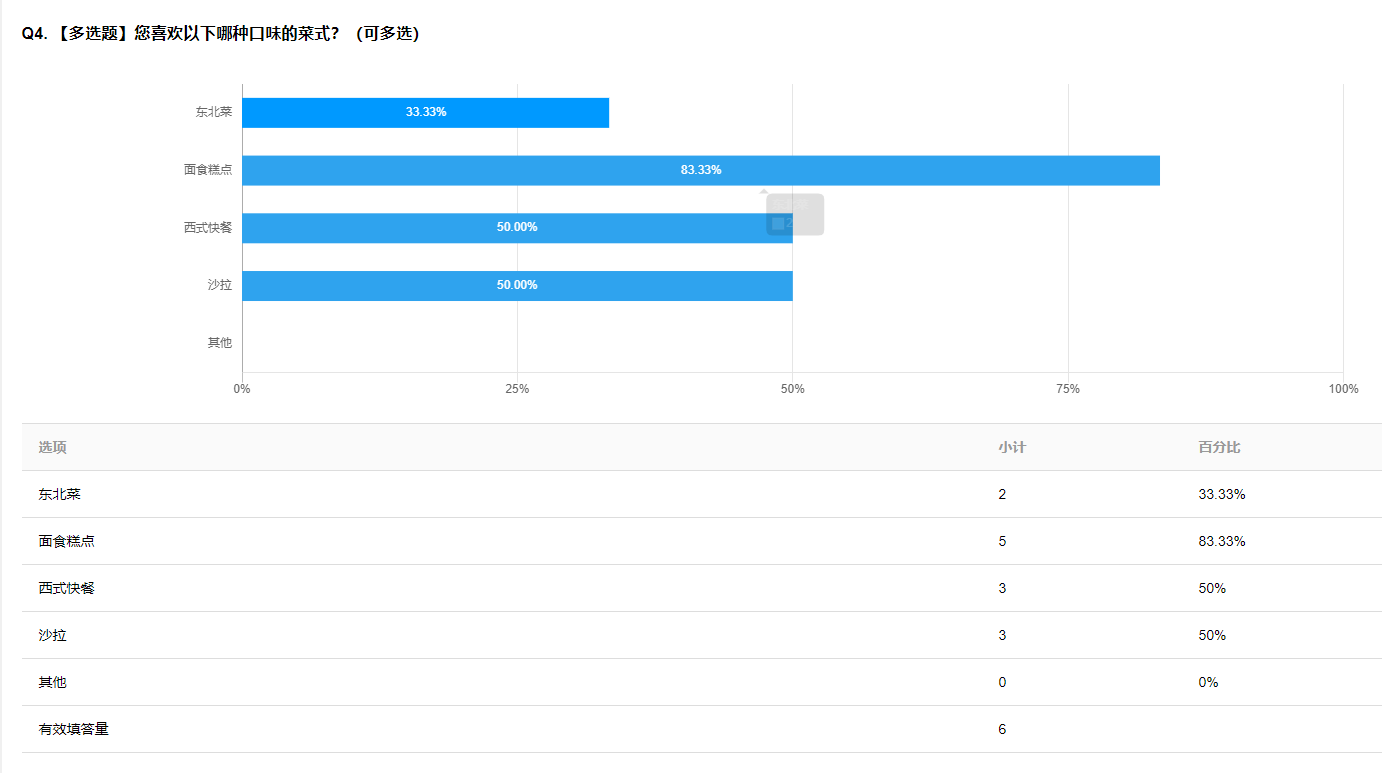 Q4. 【多选题】您喜欢以下哪种口味的菜式？（可多选）
东北菜 33.33%
面食糕点 83.33%
西式快餐 50.00%
沙拉 50.00%
其他
0% 25% 50% 75% 100%
选项 小计 百分比
东北菜 2 33.33%
面食糕点 5 83.33%
西式快餐 3 50%
沙拉 3 50%
其他 0 0%
有效填答量 6